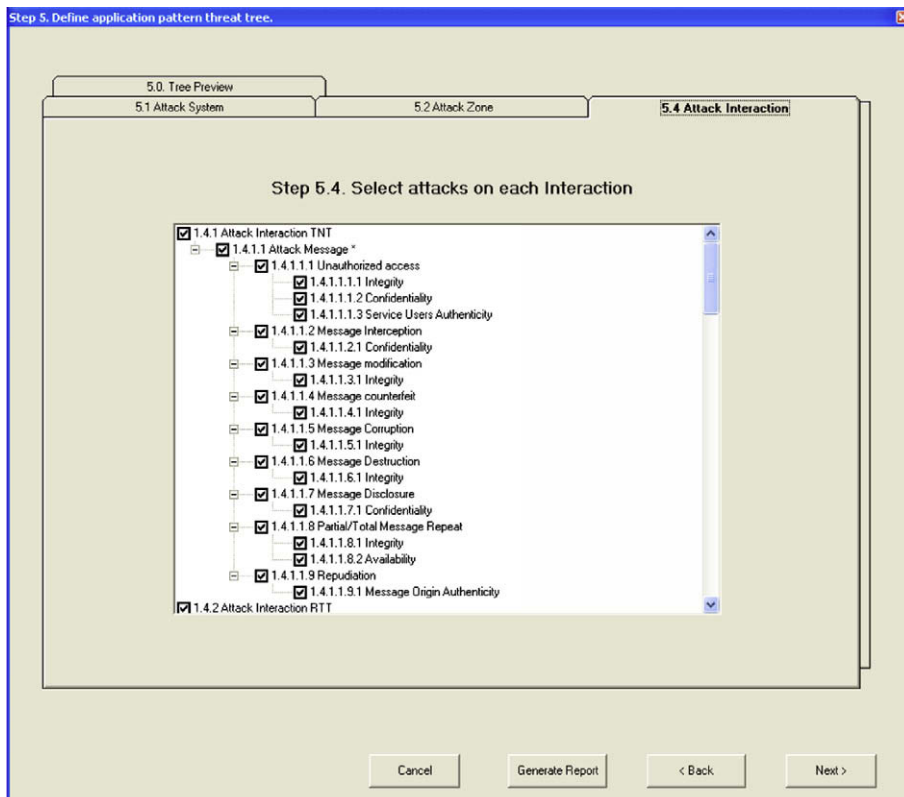 Step 5. Define application pattern threat tree.
5.0. Tree Preview
5.1 Attack System
5.2 Attack Zone
5.4 Attack Interaction
Step 5.4. Select attacks on each Interaction
1.4.1 Attack Interaction TNT
1.4.1.1 Attack Message *
1.4.1.1.1 Unauthorized access
1.4.1.1.1.1 Integrity
1.4.1.1.1.2 Confidentiality
1.4.1.1.1.3 Service Users Authenticity
1.4.1.1.2 Message Interception
1.4.1.1.2.1 Confidentiality
1.4.1.1.3 Message modification
1.4.1.1.3.1 Integrity
1.4.1.1.4 Message counterfeit
1.4.1.1.4.1 Integrity
1.4.1.1.5 Message Corruption
1.4.1.1.5.1 Integrity
1.4.1.1.6 Message Destruction
1.4.1.1.6.1 Integrity
1.4.1.1.7 Message Disclosure
1.4.1.1.7.1 Confidentiality
1.4.1.1.8 Partial/Total Message Repeat
1.4.1.1.8.1 Integrity
1.4.1.1.8.2 Availability
1.4.1.1.9 Repudiation
1.4.1.1.9.1 Message Origin Authenticity
1.4.2 Attack Interaction RTT
Cancel
Generate Report
< Back
Next >